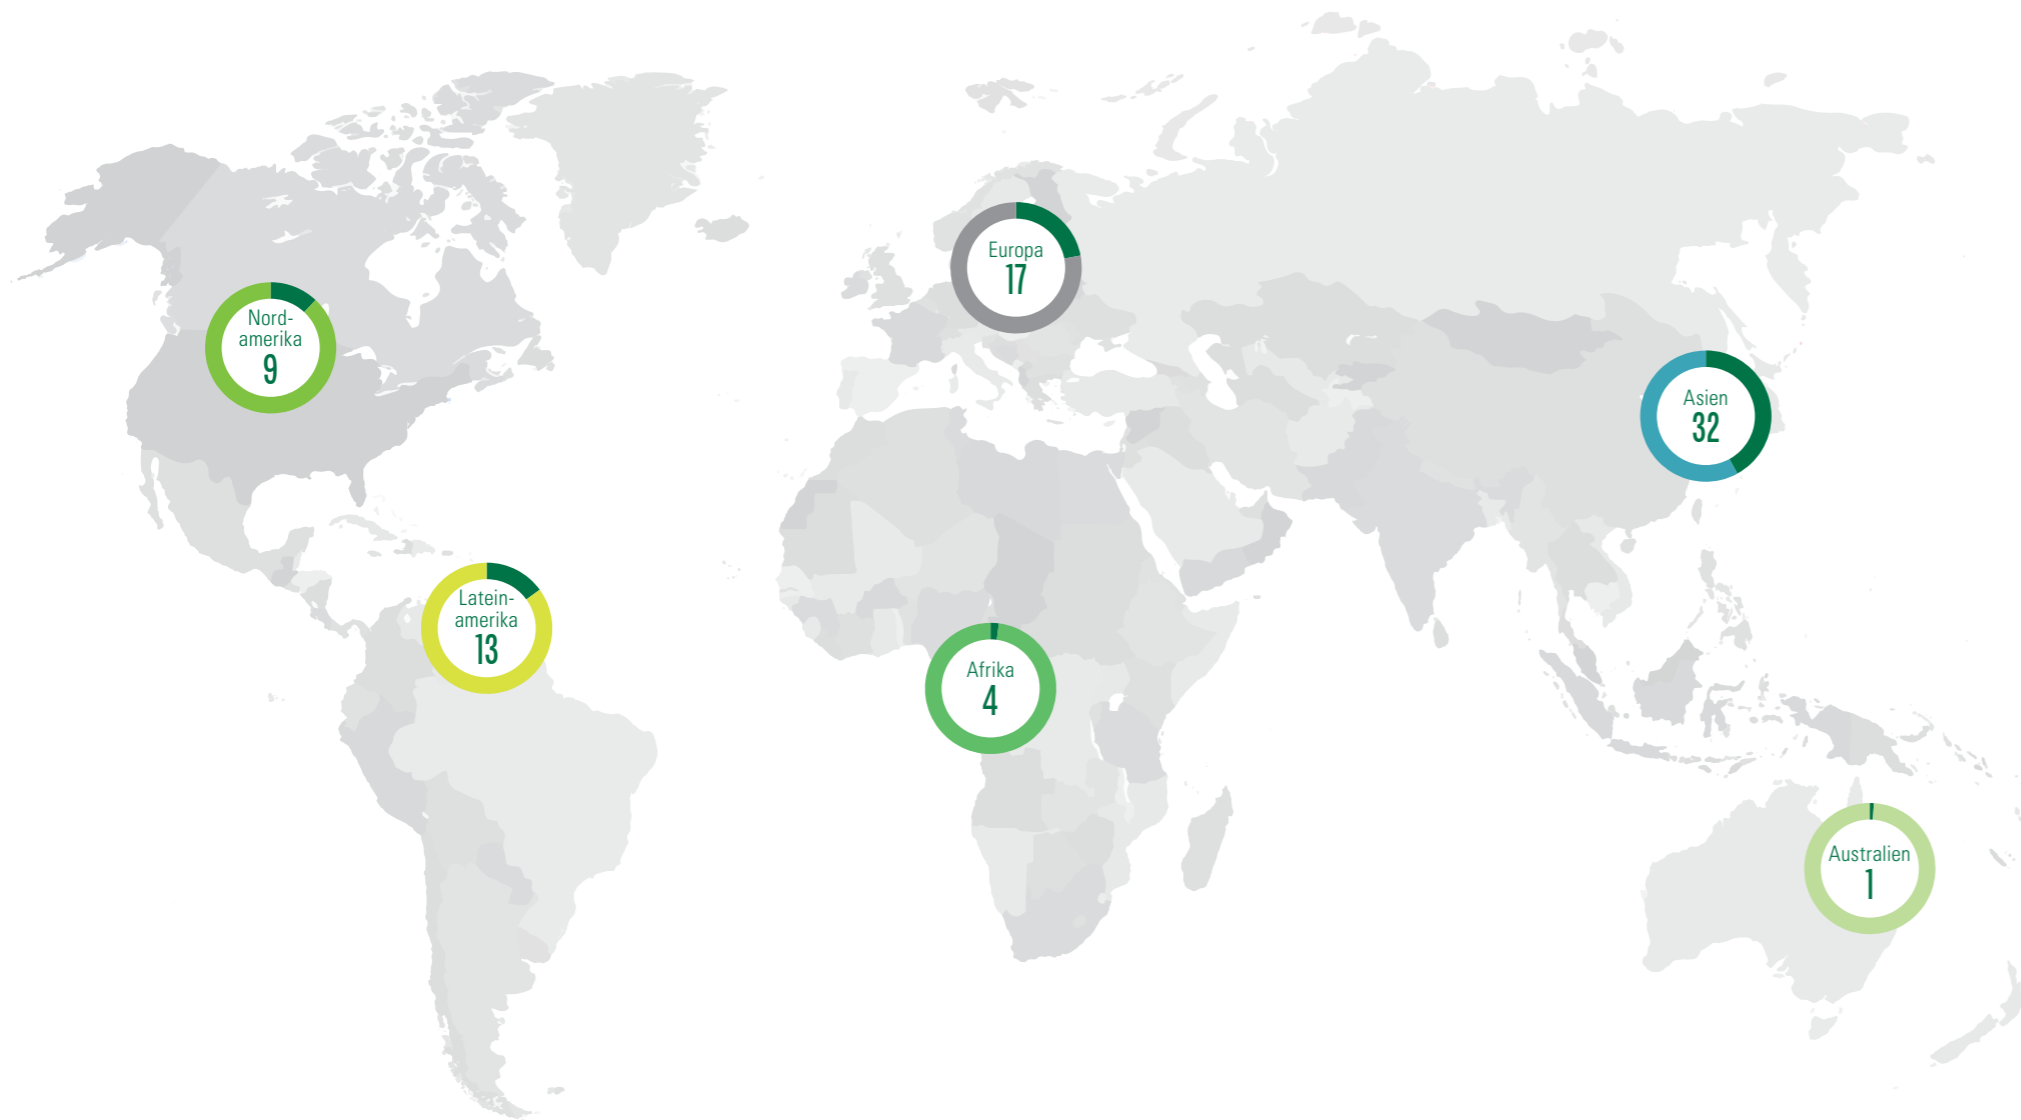 Europa
17
Nord-
amerika
9
Asien
32
Latein-
amerika
13
Afrika
4
Australien
1